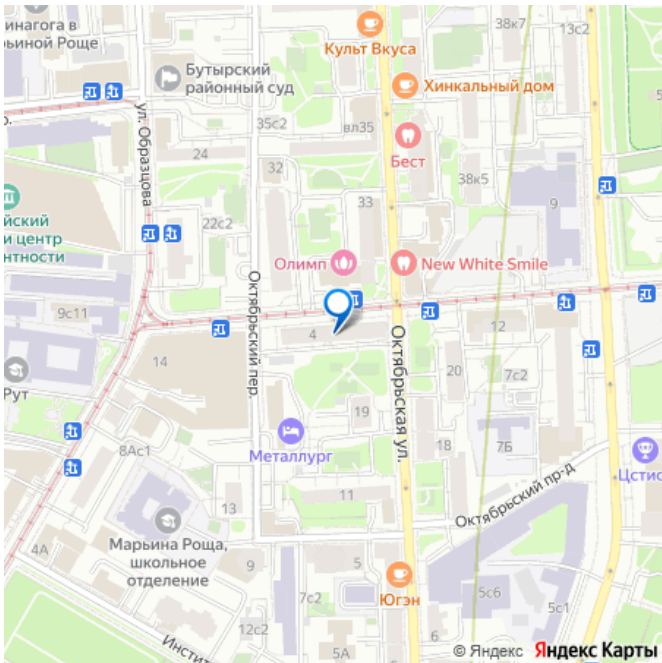 инагога в
рьиной Роще
Бутырский
районный суд
Культ Вкуса
38к7
13с2
Хинкальный дом
ул. Образцова
35с2
вл35
Бест
24
32
38к5
33
9
22с2
йский
и центр
нтности
Олимп
New White Smile
Октябрьский пер.
9с11
4
Октябрьская ул.
12
14
Рут
20
7с2
19
Металлург
18
7Б
8Ас1
Цстис
11
Октябрьский пр-д
13
Марьина Роща,
школьное
отделение
4А
9
5
Югэн
7с2
5с6
5с1
12с2
Инстит
5А
6
© Яндекс Яндекс Карты